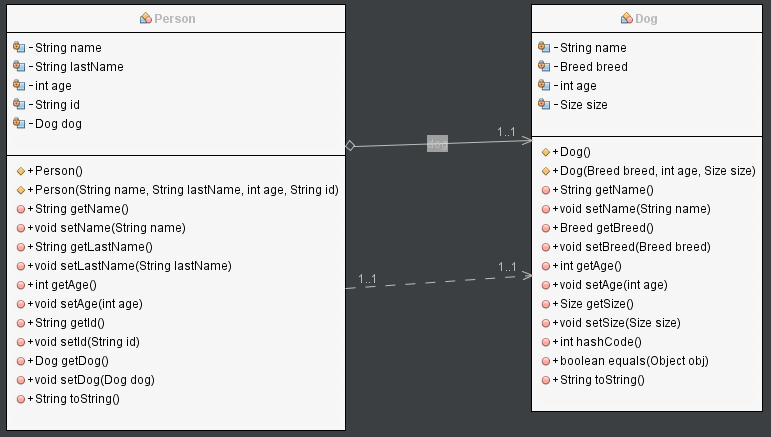 Person
-String name
-String lastName
-int age
-String id
-Dog dog
+Person()
+Person(String name, String lastName, int age, String id)
+String getName()
+void setName(String name)
+String getLastName()
+void setLastName(String lastName)
+int getAge()
+void setAge(int age)
+String getId()
+void setId(String id)
+Dog getDog()
+void setDog(Dog dog)
+String toString()
dog
1..1
1..1
1..1
Dog
-String name
-Breed breed
-int age
-Size size
+Dog()
+Dog(Breed breed, int age, Size size)
+String getName()
+void setName(String name)
+Breed getBreed()
+void setBreed(Breed breed)
+int getAge()
+void setAge(int age)
+Size getSize()
+void setSize(Size size)
+int hashCode()
+boolean equals(Object obj)
+String toString()